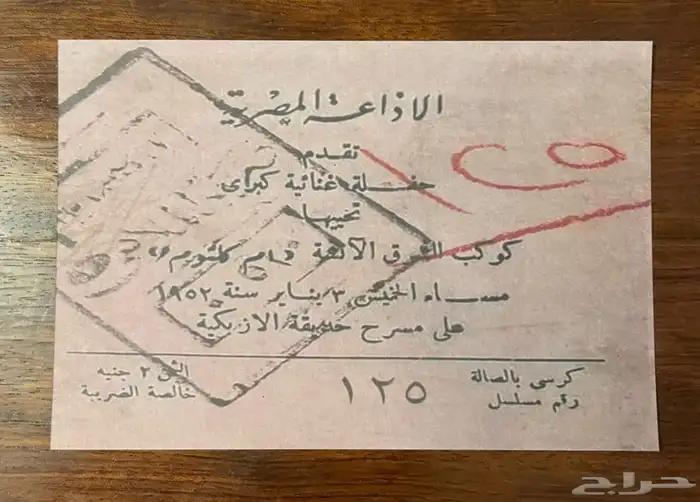 الاذاعة المصرية
تقدم
حفلة غنائية كبرى
تحييها
كوكب الشرق الآنسة "أم كلثوم"
مساء الخميس ٣ يناير سنة ١٩٥٢
على مسرح حديقة الازبكية
كرسى بالصالة
رقم مسلسل
١٢٥
الثمن ٢ جنيه
خالصة الضريبة
حراج